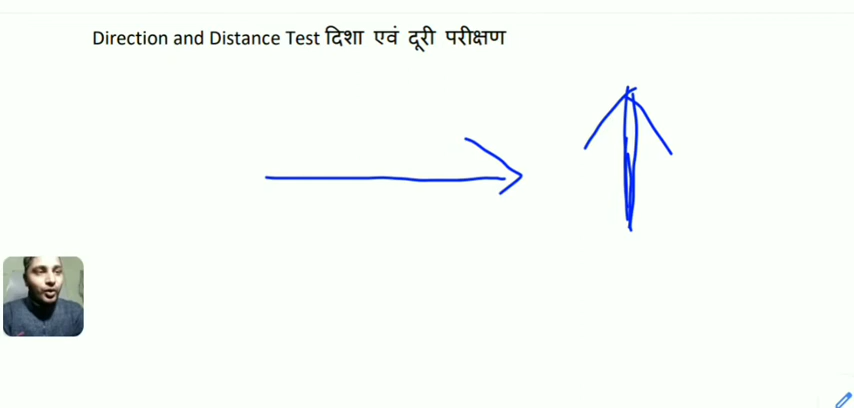 Direction and Distance Test दिशा एवं दूरी परीक्षण